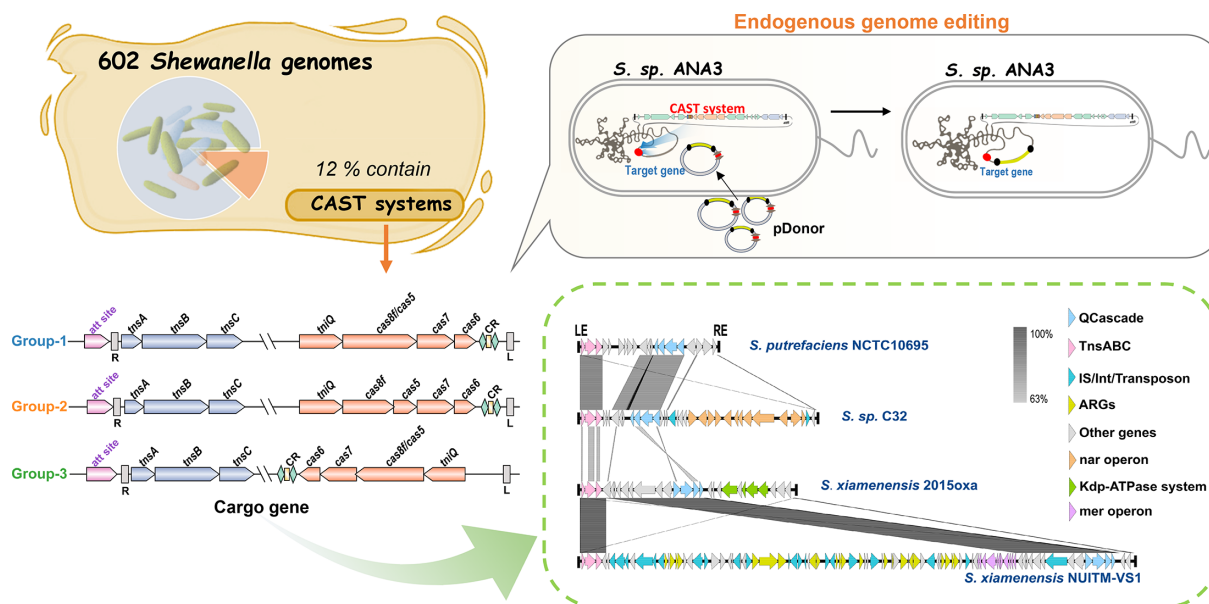 602 Shewanella genomes
12 % contain
CAST systems
Endogenous genome editing
S. sp. ANA3
CAST system
Target gene
pDonor
S. sp. ANA3
Target gene
Group-1
att site
R
tnsA
tnsB
tnsC
tniQ
cas8f/cas5
cas7
cas6
CR
L
Group-2
att site
R
tnsA
tnsB
tnsC
tniQ
cas8f
cas5
cas7
cas6
CR
L
Group-3
att site
R
tnsA
tnsB
tnsC
CR
cas6
cas7
cas8f/cas5
tniQ
L
Cargo gene
LE
RE
S. putrefaciens NCTC10695
S. sp. C32
S. xiamenensis 2015oxa
S. xiamenensis NUITM-VS1
100%
63%
QCascade
TnsABC
IS/Int/Transposon
ARGs
Other genes
nar operon
Kdp-ATPase system
mer operon